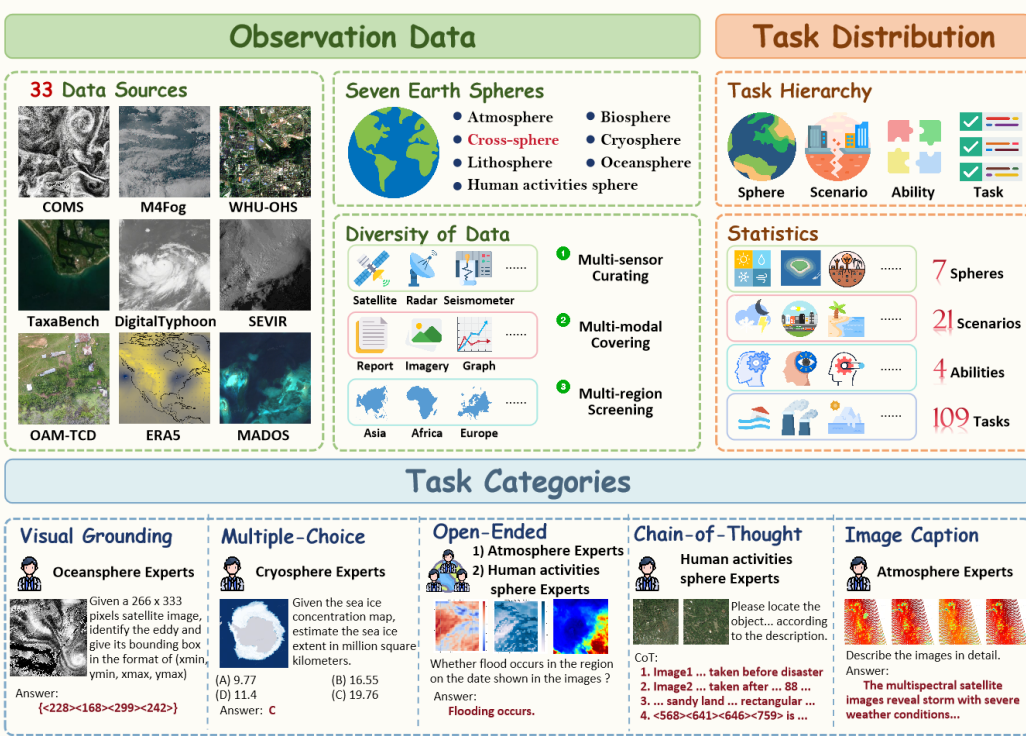 Observation Data
Task Distribution
33 Data Sources
COMS
M4Fog
WHU-OHS
TaxaBench
DigitalTyphoon
SEVIR
OAM-TCD
ERA5
MADOS
Seven Earth Spheres
Atmosphere
Biosphere
Cross-sphere
Cryosphere
Lithosphere
Oceansphere
Human activities sphere
Diversity of Data
Satellite
Radar
Seismometer
......
1
Multi-sensor
Curating
Report
Imagery
Graph
......
2
Multi-modal
Covering
Asia
Africa
Europe
......
3
Multi-region
Screening
Task Hierarchy
Sphere
Scenario
Ability
Task
Statistics
......
7 Spheres
......
21 Scenarios
......
4 Abilities
......
109 Tasks
Task Categories
Visual Grounding
Oceansphere Experts
Given a 266 x 333
pixels satellite image,
identify the eddy and
give its bounding box
in the format of (xmin,
ymin, xmax, ymax)
Answer:
{<228><168><299><242>}
Multiple-Choice
Cryosphere Experts
Given the sea ice
concentration map,
estimate the sea ice
extent in million square
kilometers.
(A) 9.77
(B) 16.55
(D) 11.4
(C) 19.76
Answer: C
Open-Ended
1) Atmosphere Experts
2) Human activities
sphere Experts
Whether flood occurs in the region
on the date shown in the images ?
Answer:
Flooding occurs.
Chain-of-Thought
Human activities
sphere Experts
Please locate the
object... according
to the description.
CoT:
1. Image1 ... taken before disaster
2. Image2 ... taken after ... 88 ...
3. ... sandy land ... rectangular ...
4. <568><641><646><759> is ...
Image Caption
Atmosphere Experts
Describe the images in detail.
Answer:
The multispectral satellite
images reveal storm with severe
weather conditions...